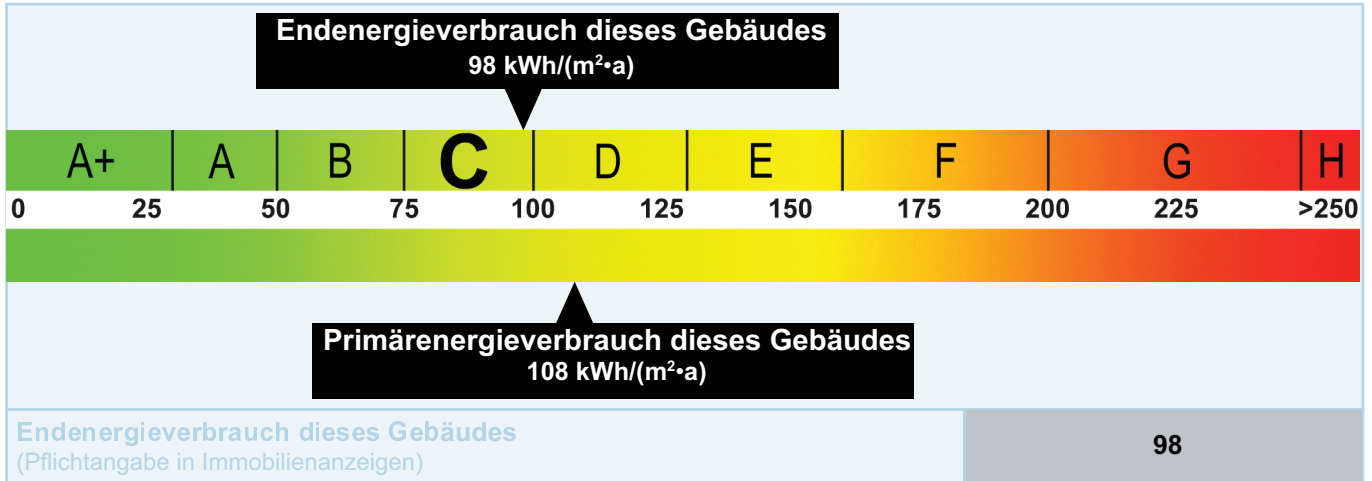 Endenergieverbrauch dieses Gebäudes
98 kWh/(m²•a)
A+ A B C D E F G H
0 25 50 75 100 125 150 175 200 225 >250
Primärenergieverbrauch dieses Gebäudes
108 kWh/(m²•a)
Endenergieverbrauch dieses Gebäudes
(Pflichtangabe in Immobilienanzeigen)
98